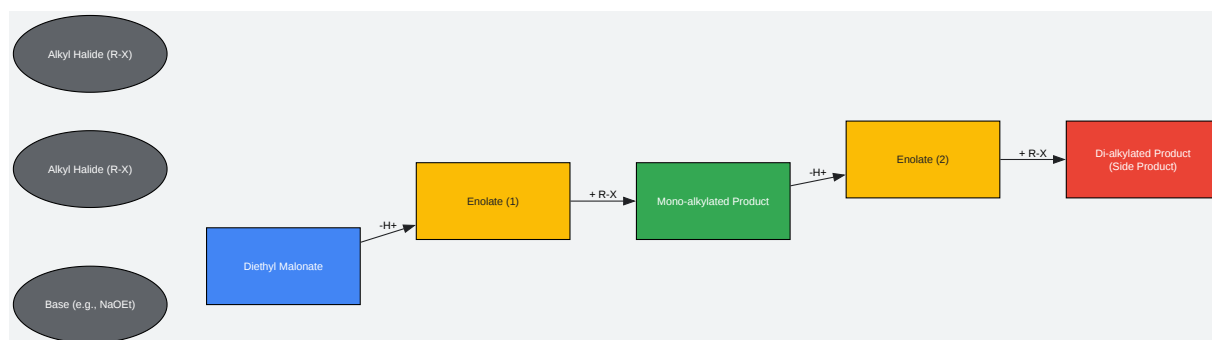 Alkyl Halide (R-X)
Alkyl Halide (R-X)
Base (e.g., NaOEt)
Diethyl Malonate
-H+
Enolate (1)
+ R-X
Mono-alkylated Product
-H+
Enolate (2)
+ R-X
Di-alkylated Product
(Side Product)